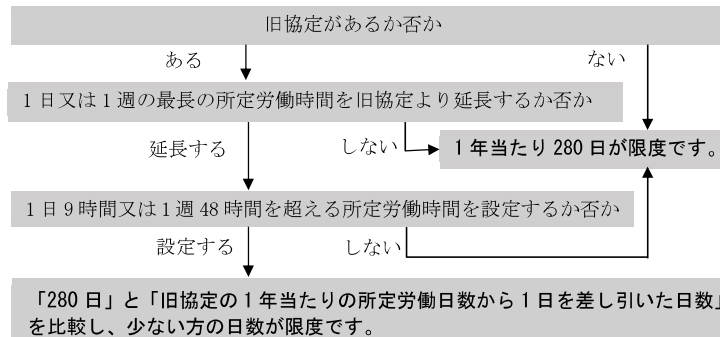 旧協定があるか否か
ある
ない
1日又は1週の最長の所定労働時間を旧協定より延長するか否か
延長する
しない
1年当たり280日が限度です。
1日9時間又は1週48時間を超える所定労働時間を設定するか否か
設定する
しない
「280日」と「旧協定の1年当たりの所定労働日数から1日を差し引いた日数」
を比較し、少ない方の日数が限度です。